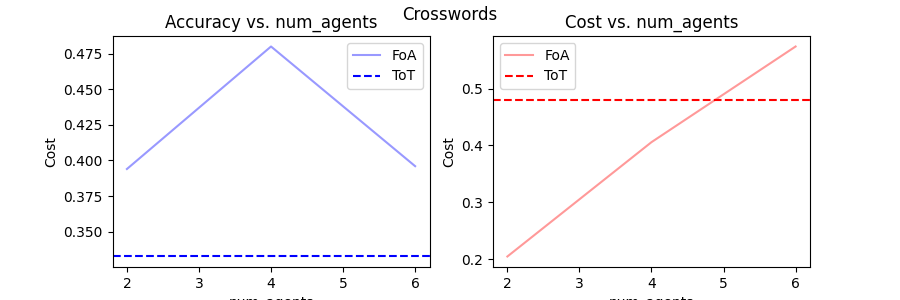 Crosswords
Accuracy vs. num_agents
Cost
0.475
0.450
0.425
0.400
0.375
0.350
2 3 4 5 6
num_agents
FoA
ToT
Cost vs. num_agents
Cost
0.5
0.4
0.3
0.2
2 3 4 5 6
num_agents
FoA
ToT